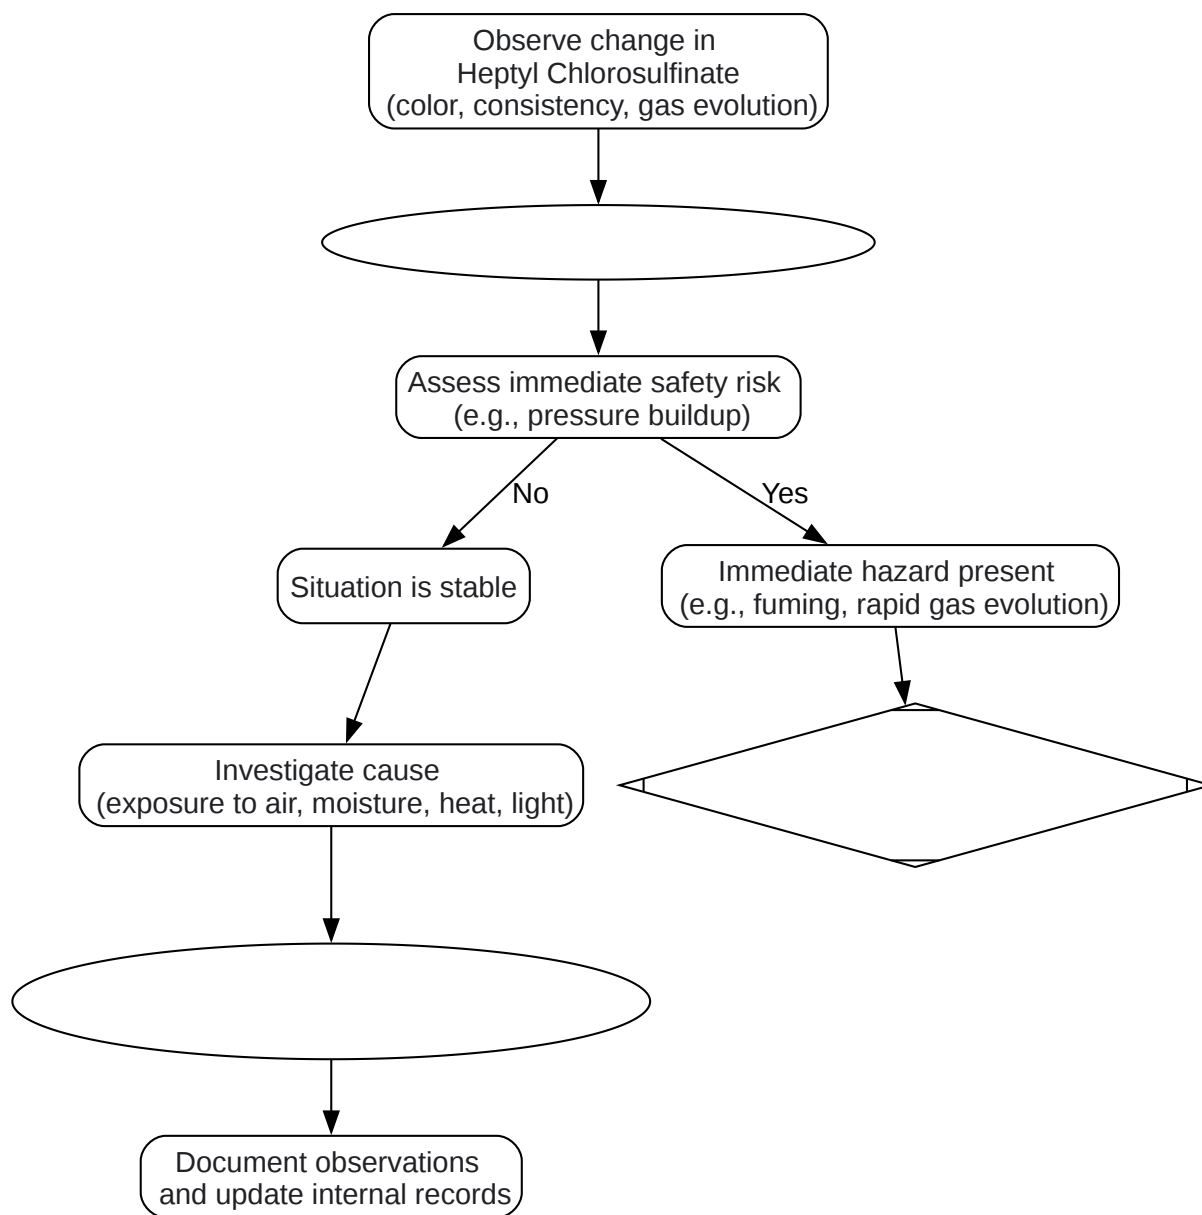 Observe change in
Heptyl Chlorosulfinate
(color, consistency, gas evolution)
Assess immediate safety risk
(e.g., pressure buildup)
No
Yes
Situation is stable
Immediate hazard present
(e.g., fuming, rapid gas evolution)
Investigate cause
(exposure to air, moisture, heat, light)
Document observations
and update internal records